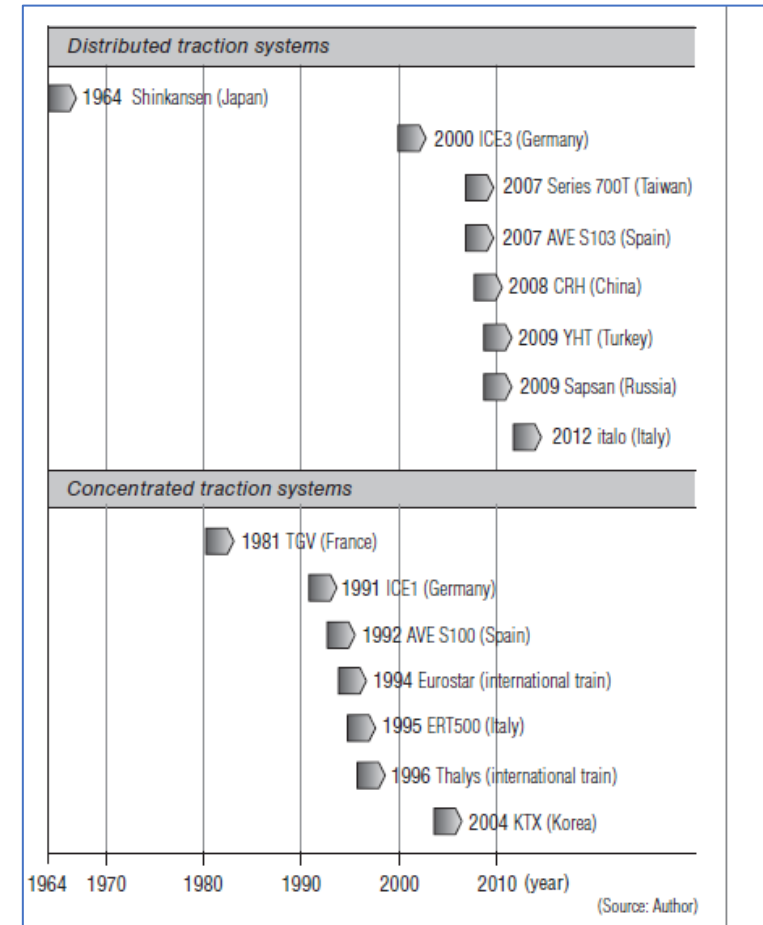 Distributed traction systems
1964 Shinkansen (Japan)
2000 ICE3 (Germany)
2007 Series 700T (Taiwan)
2007 AVE S103 (Spain)
2008 CRH (China)
2009 YHT (Turkey)
2009 Sapsan (Russia)
2012 italo (Italy)
Concentrated traction systems
1981 TGV (France)
1991 ICE1 (Germany)
1992 AVE S100 (Spain)
1994 Eurostar (international train)
1995 ERT500 (Italy)
1996 Thalys (international train)
2004 KTX (Korea)
1964 1970 1980 1990 2000 2010 (year)
(Source: Author)